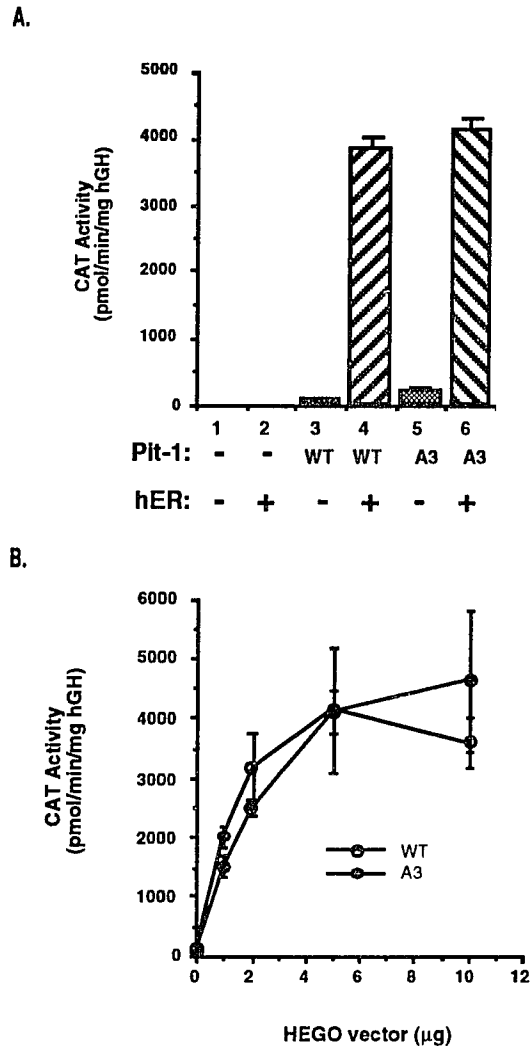 A.
5000
4000
3000
2000
1000
0
CAT Activity
(pmol/min/mg hGH)
1 2 3 4 5 6
Pit-1: - - WT WT A3 A3
hER: - + - + - +
B.
6000
5000
4000
3000
2000
1000
0
CAT Activity
(pmol/min/mg hGH)
WT
A3
0 2 4 6 8 10 12
HEGO vector (μg)